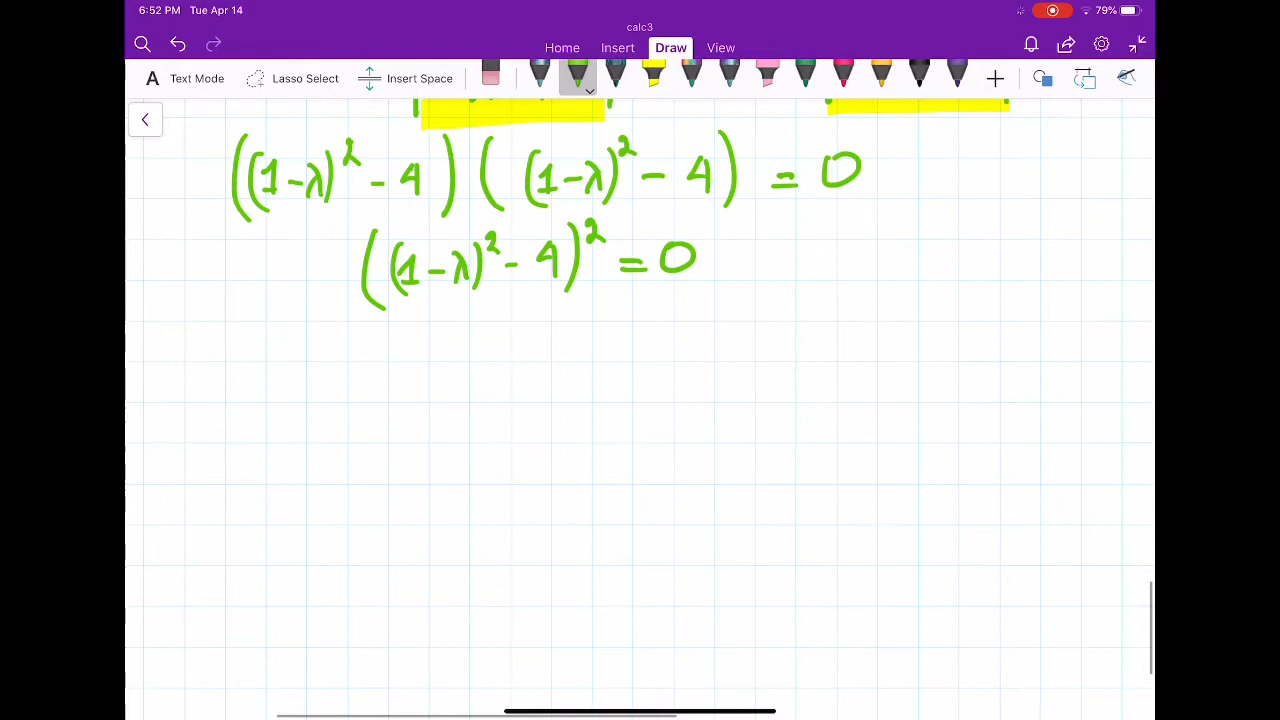 6:52 PM Tue Apr 14
79%
calc3
Home Insert Draw View
A Text Mode Lasso Select Insert Space
((1-λ)² - 4) ((1-λ)² - 4) = 0
((1-λ)² - 4)² = 0